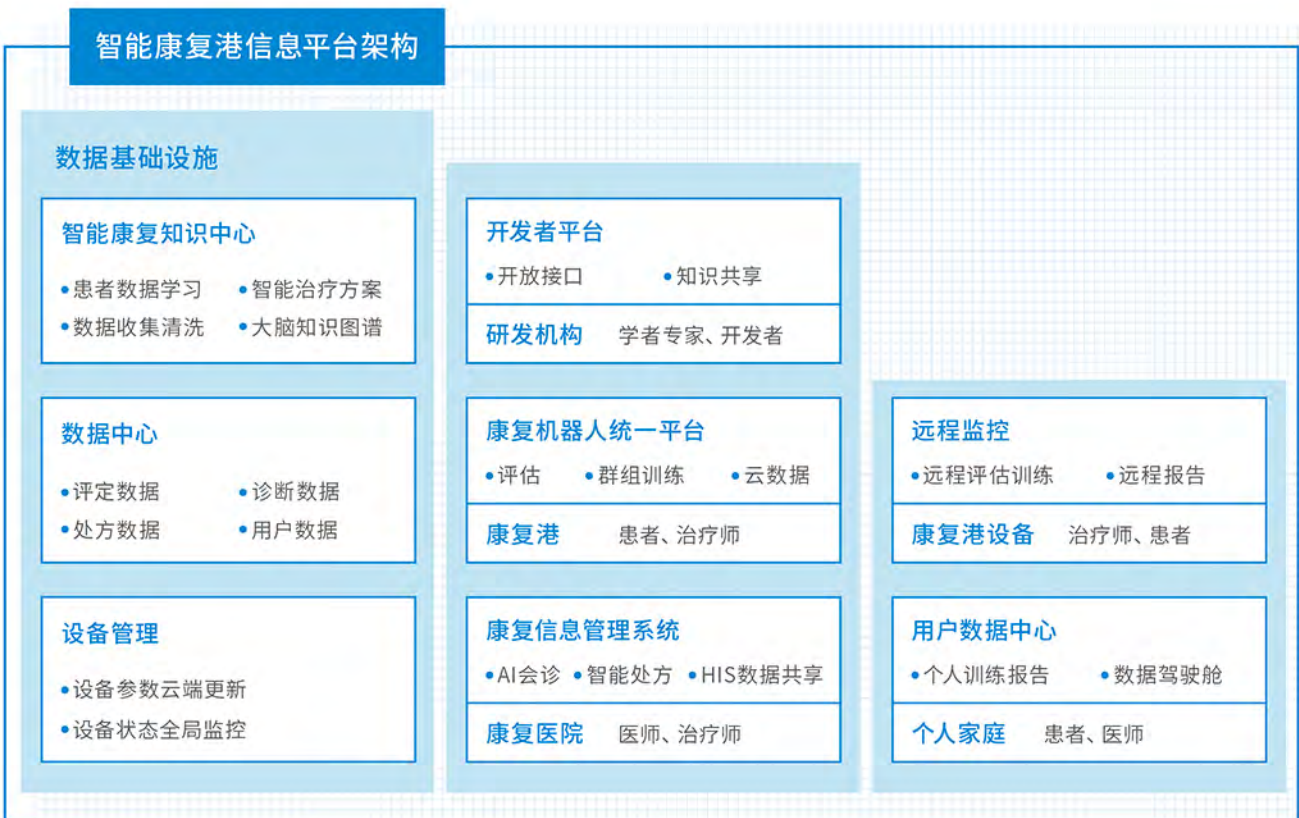 智能康复港信息平台架构
数据基础设施
智能康复知识中心
•患者数据学习 •智能治疗方案
•数据收集清洗 •大脑知识图谱
数据中心
•评定数据 •诊断数据
•处方数据 •用户数据
设备管理
•设备参数云端更新
•设备状态全局监控
开发者平台
•开放接口 •知识共享
研发机构 学者专家、开发者
康复机器人统一平台
•评估 •群组训练 •云数据
康复港 患者、治疗师
康复信息管理系统
•AI会诊 •智能处方 •HIS数据共享
康复医院 医师、治疗师
远程监控
•远程评估训练 •远程报告
康复港设备 治疗师、患者
用户数据中心
•个人训练报告 •数据驾驶舱
个人家庭 患者、医师